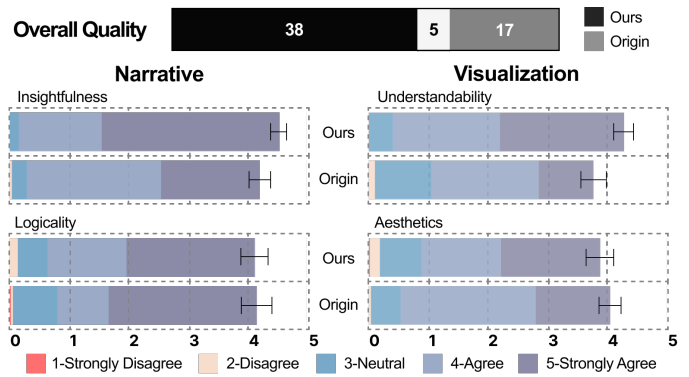 Overall Quality 38 5 17 Ours
Origin
Narrative Visualization
Insightfulness Understandability
Ours
Origin
Logicality Aesthetics
Ours
Origin
0 1 2 3 4 5 0 1 2 3 4 5
1-Strongly Disagree 2-Disagree 3-Neutral 4-Agree 5-Strongly Agree